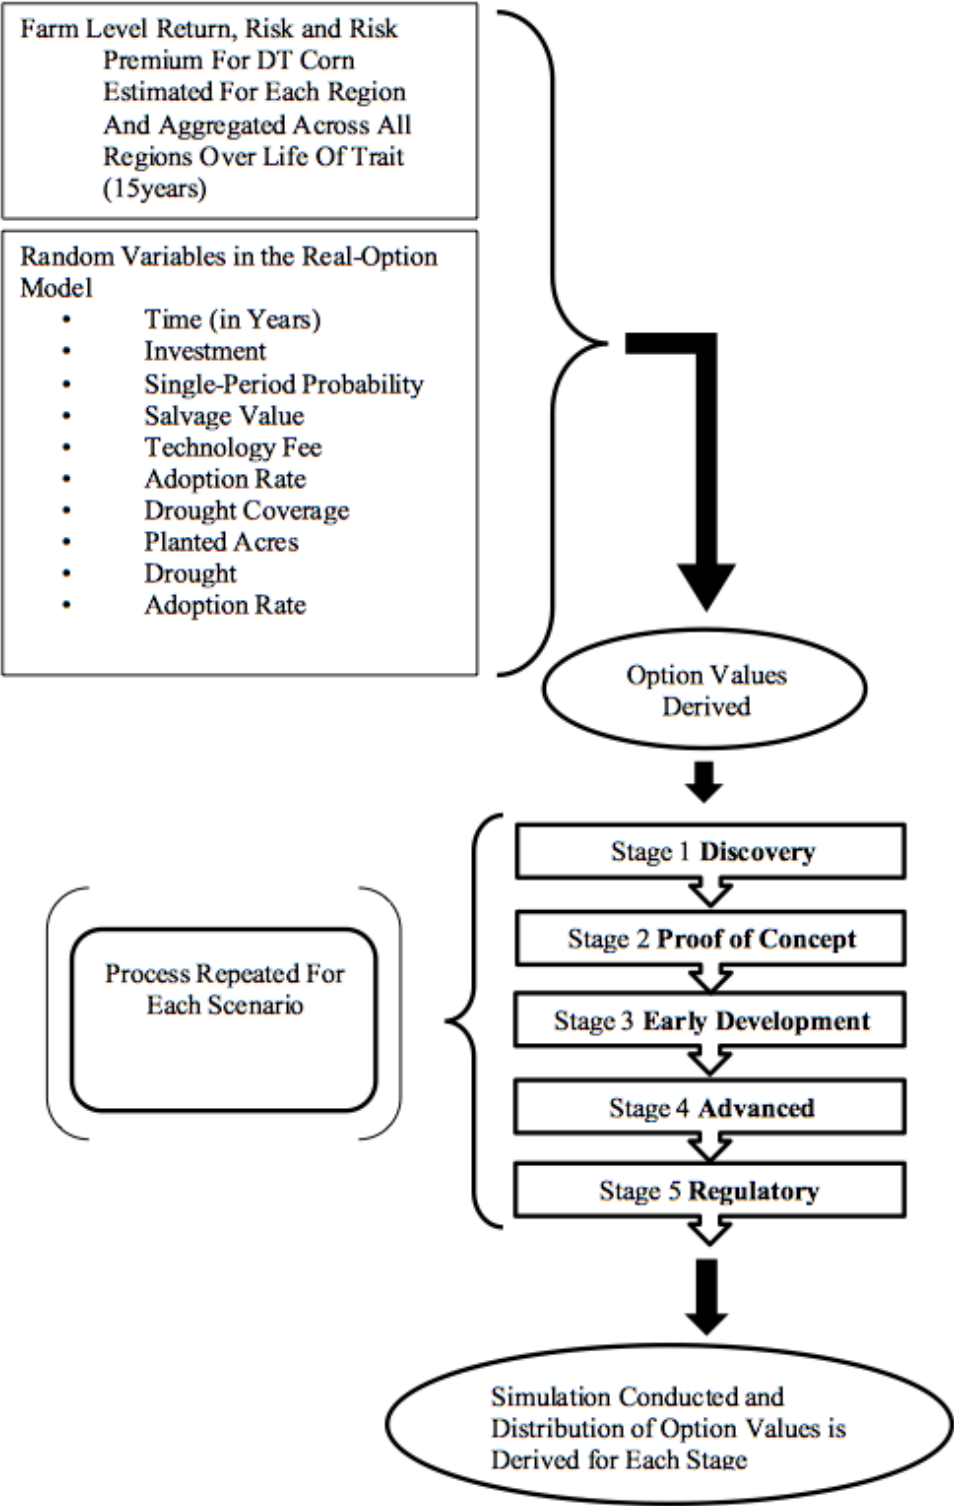 Farm Level Return, Risk and Risk
Premium For DT Corn
Estimated For Each Region
And Aggregated Across All
Regions Over Life Of Trait
(15years)
Random Variables in the Real-Option
Model
• Time (in Years)
• Investment
• Single-Period Probability
• Salvage Value
• Technology Fee
• Adoption Rate
• Drought Coverage
• Planted Acres
• Drought
• Adoption Rate
Option Values
Derived
Stage 1 Discovery
Stage 2 Proof of Concept
Stage 3 Early Development
Stage 4 Advanced
Stage 5 Regulatory
Process Repeated For
Each Scenario
Simulation Conducted and
Distribution of Option Values is
Derived for Each Stage